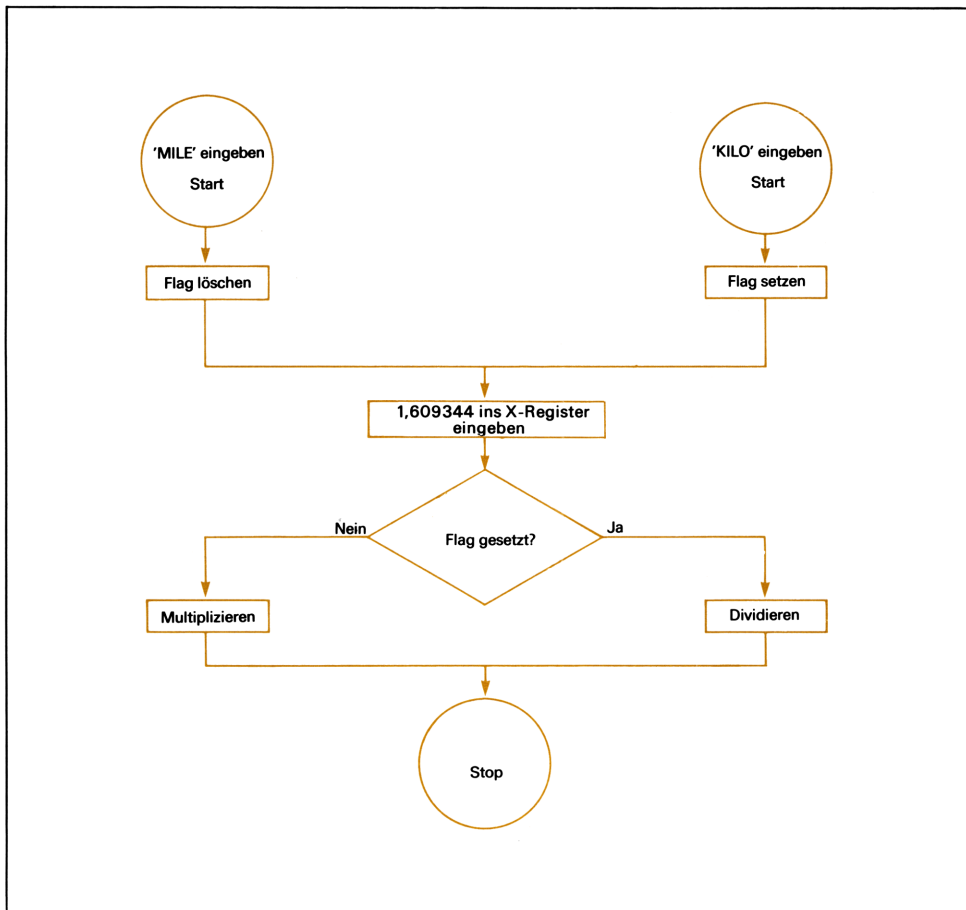 'MILE' eingeben
Start
'KILO' eingeben
Start
Flag löschen
Flag setzen
1,609344 ins X-Register
eingeben
Nein
Flag gesetzt?
Ja
Multiplizieren
Dividieren
Stop